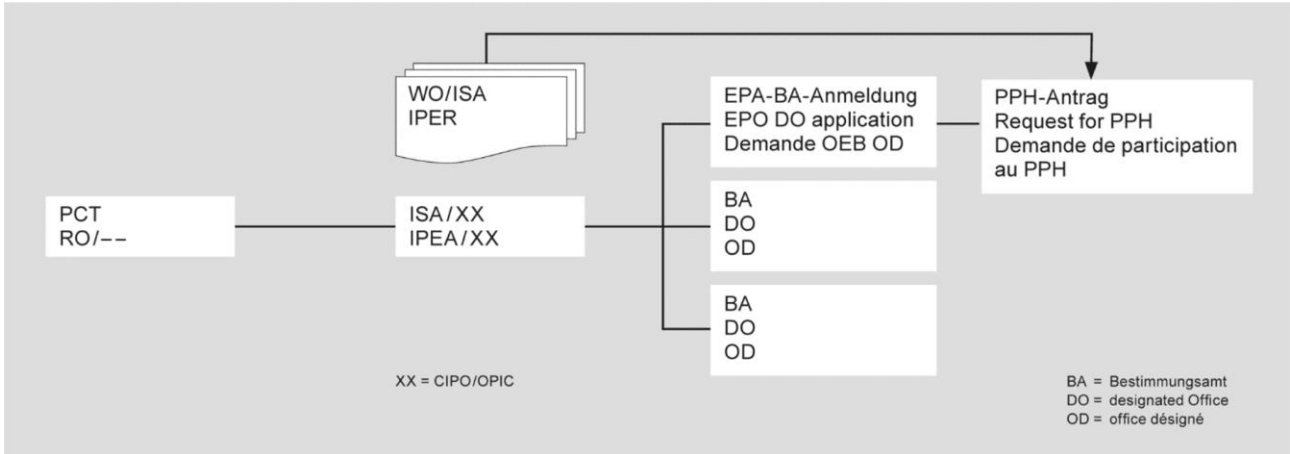 WO/ISA
IPER
EPA-BA-Anmeldung
EPO DO application
Demande OEB OD
PPH-Antrag
Request for PPH
Demande de participation
au PPH
PCT
RO/––
ISA/XX
IPEA/XX
BA
DO
OD
BA
DO
OD
XX = CIPO/OPIC
BA = Bestimmungsamt
DO = designated Office
OD = office désigné